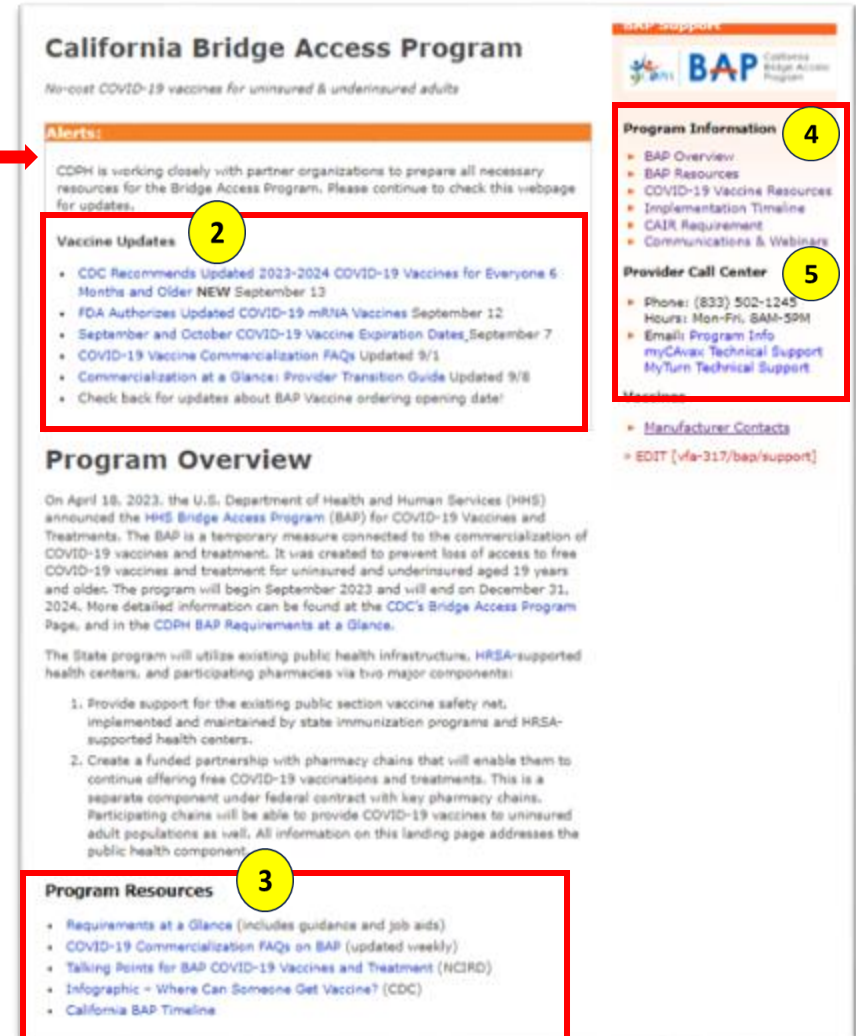 California Bridge Access Program
No-cost COVID-19 vaccines for uninsured & underinsured adults
Alerts:
CDPH is working closely with partner organizations to prepare all necessary
resources for the Bridge Access Program. Please continue to check this webpage
for updates.
Vaccine Updates
2
• CDC Recommends Updated 2023-2024 COVID-19 Vaccines for Everyone 6
Months and Older NEW September 13
• FDA Authorizes Updated COVID-19 mRNA Vaccines September 12
• September and October COVID-19 Vaccine Expiration Dates September 7
• COVID-19 Vaccine Commercialization FAQs Updated 9/1
• Commercialization at a Glance: Provider Transition Guide Updated 9/8
• Check back for updates about BAP Vaccine ordering opening date!
Program Overview
On April 18, 2023, the U.S. Department of Health and Human Services (HHS)
announced the HHS Bridge Access Program (BAP) for COVID-19 Vaccines and
Treatments. The BAP is a temporary measure connected to the commercialization of
COVID-19 vaccines and treatment. It was created to prevent loss of access to free
COVID-19 vaccines and treatment for uninsured and underinsured aged 19 years
and older. The program will begin September 2023 and will end on December 31,
2024. More detailed information can be found at the CDC's Bridge Access Program
Page, and in the CDPH BAP Requirements at a Glance.
The State program will utilize existing public health infrastructure, HRSA-supported
health centers, and participating pharmacies via two major components:
1. Provide support for the existing public section vaccine safety net,
implemented and maintained by state immunization programs and HRSA-
supported health centers.
2. Create a funded partnership with pharmacy chains that will enable them to
continue offering free COVID-19 vaccinations and treatments. This is a
separate component under federal contract with key pharmacy chains.
Participating chains will be able to provide COVID-19 vaccines to uninsured
adult populations as well. All information on this landing page addresses the
public health component.
Program Resources
3
• Requirements at a Glance (includes guidance and job aids)
• COVID-19 Commercialization FAQs on BAP (updated weekly)
• Talking Points for BAP COVID-19 Vaccines and Treatment (NCIRD)
• Infographic – Where Can Someone Get Vaccine? (CDC)
• California BAP Timeline
BAP Support
BAP California
Bridge Access
Program
Program Information
4
• BAP Overview
• BAP Resources
• COVID-19 Vaccine Resources
• Implementation Timeline
• CAIR Requirement
• Communications & Webinars
Provider Call Center
5
• Phone: (833) 502-1245
Hours: Mon-Fri, 8AM-5PM
• Email: Program Info
myCAvax Technical Support
MyTurn Technical Support
Vaccines
• Manufacturer Contacts
» EDIT [vfa-317/bap/support]